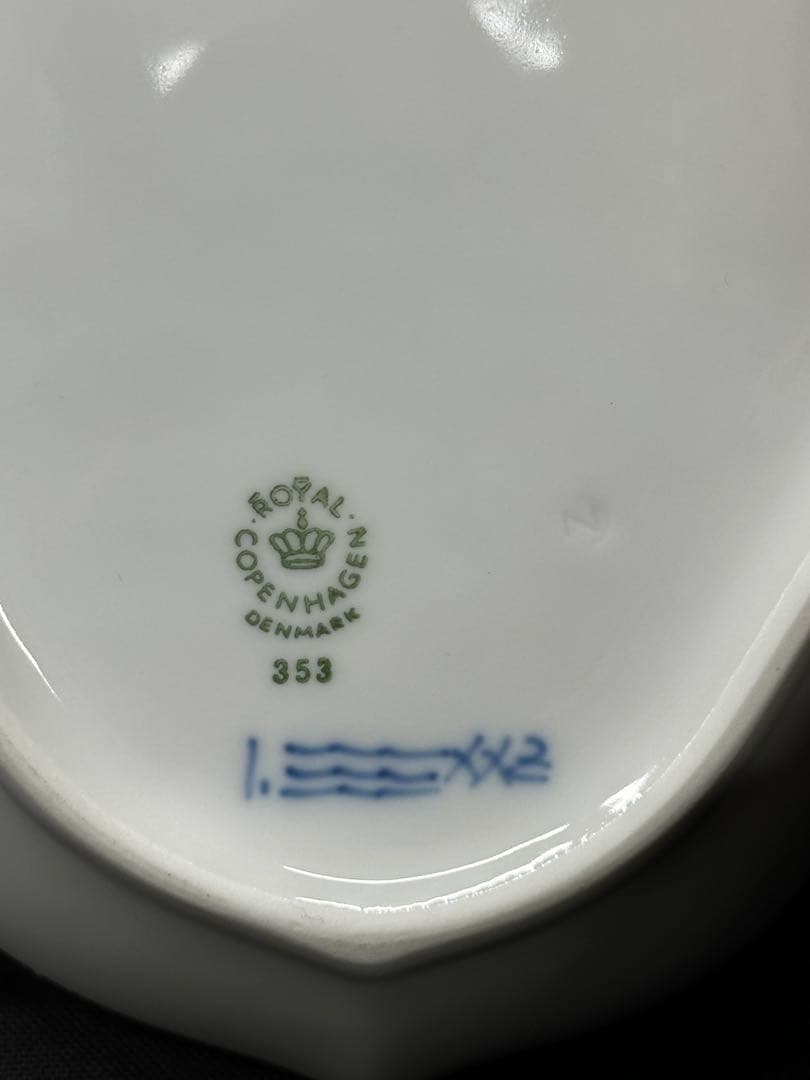 ROYAL
COPENHAGEN
DENMARK
353
1. XX2
N